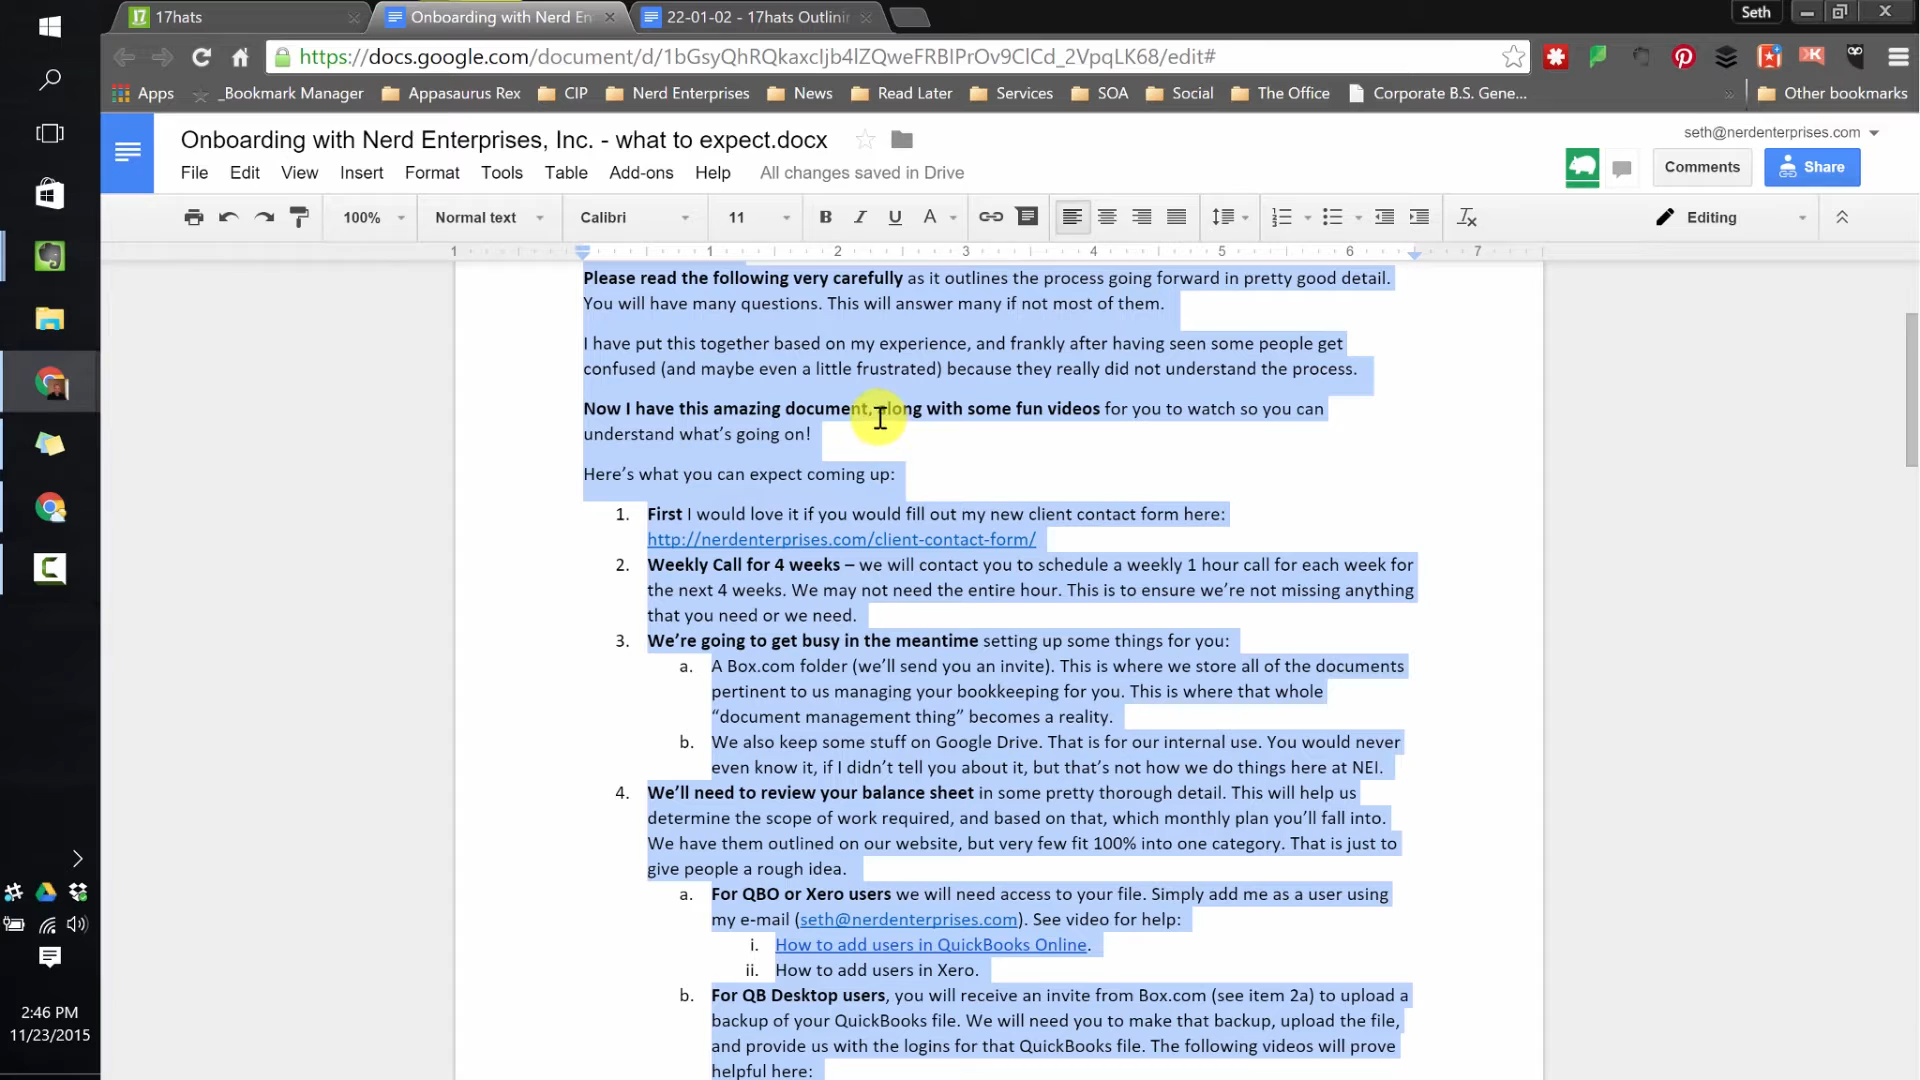 17hats
Onboarding with Nerd En
22-01-02 - 17hats Outlinin
Seth
https://docs.google.com/document/d/1bGsyQhRQkaxcIjb4lZQweFRBIPrOv9ClCd_2VpqLK68/edit#
Apps
_Bookmark Manager
Appasaurus Rex
CIP
Nerd Enterprises
News
Read Later
Services
SOA
Social
The Office
Corporate B.S. Gene...
»
Other bookmarks
Onboarding with Nerd Enterprises, Inc. - what to expect.docx
seth@nerdenterprises.com
File Edit View Insert Format Tools Table Add-ons Help All changes saved in Drive
Comments
Share
100% Normal text Calibri 11 B I U A Editing
1 1 2 3 4 5 6 7
Please read the following very carefully as it outlines the process going forward in pretty good detail.
You will have many questions. This will answer many if not most of them.
I have put this together based on my experience, and frankly after having seen some people get
confused (and maybe even a little frustrated) because they really did not understand the process.
Now I have this amazing document, along with some fun videos for you to watch so you can
understand what’s going on!
Here’s what you can expect coming up:
1. First I would love it if you would fill out my new client contact form here:
http://nerdenterprises.com/client-contact-form/
2. Weekly Call for 4 weeks – we will contact you to schedule a weekly 1 hour call for each week for
the next 4 weeks. We may not need the entire hour. This is to ensure we’re not missing anything
that you need or we need.
3. We’re going to get busy in the meantime setting up some things for you:
a. A Box.com folder (we’ll send you an invite). This is where we store all of the documents
pertinent to us managing your bookkeeping for you. This is where that whole
“document management thing” becomes a reality.
b. We also keep some stuff on Google Drive. That is for our internal use. You would never
even know it, if I didn’t tell you about it, but that’s not how we do things here at NEI.
4. We’ll need to review your balance sheet in some pretty thorough detail. This will help us
determine the scope of work required, and based on that, which monthly plan you’ll fall into.
We have them outlined on our website, but very few fit 100% into one category. That is just to
give people a rough idea.
a. For QBO or Xero users we will need access to your file. Simply add me as a user using
my e-mail (seth@nerdenterprises.com). See video for help:
i. How to add users in QuickBooks Online.
ii. How to add users in Xero.
b. For QB Desktop users, you will receive an invite from Box.com (see item 2a) to upload a
backup of your QuickBooks file. We will need you to make that backup, upload the file,
and provide us with the logins for that QuickBooks file. The following videos will prove
helpful here:
2:46 PM
11/23/2015